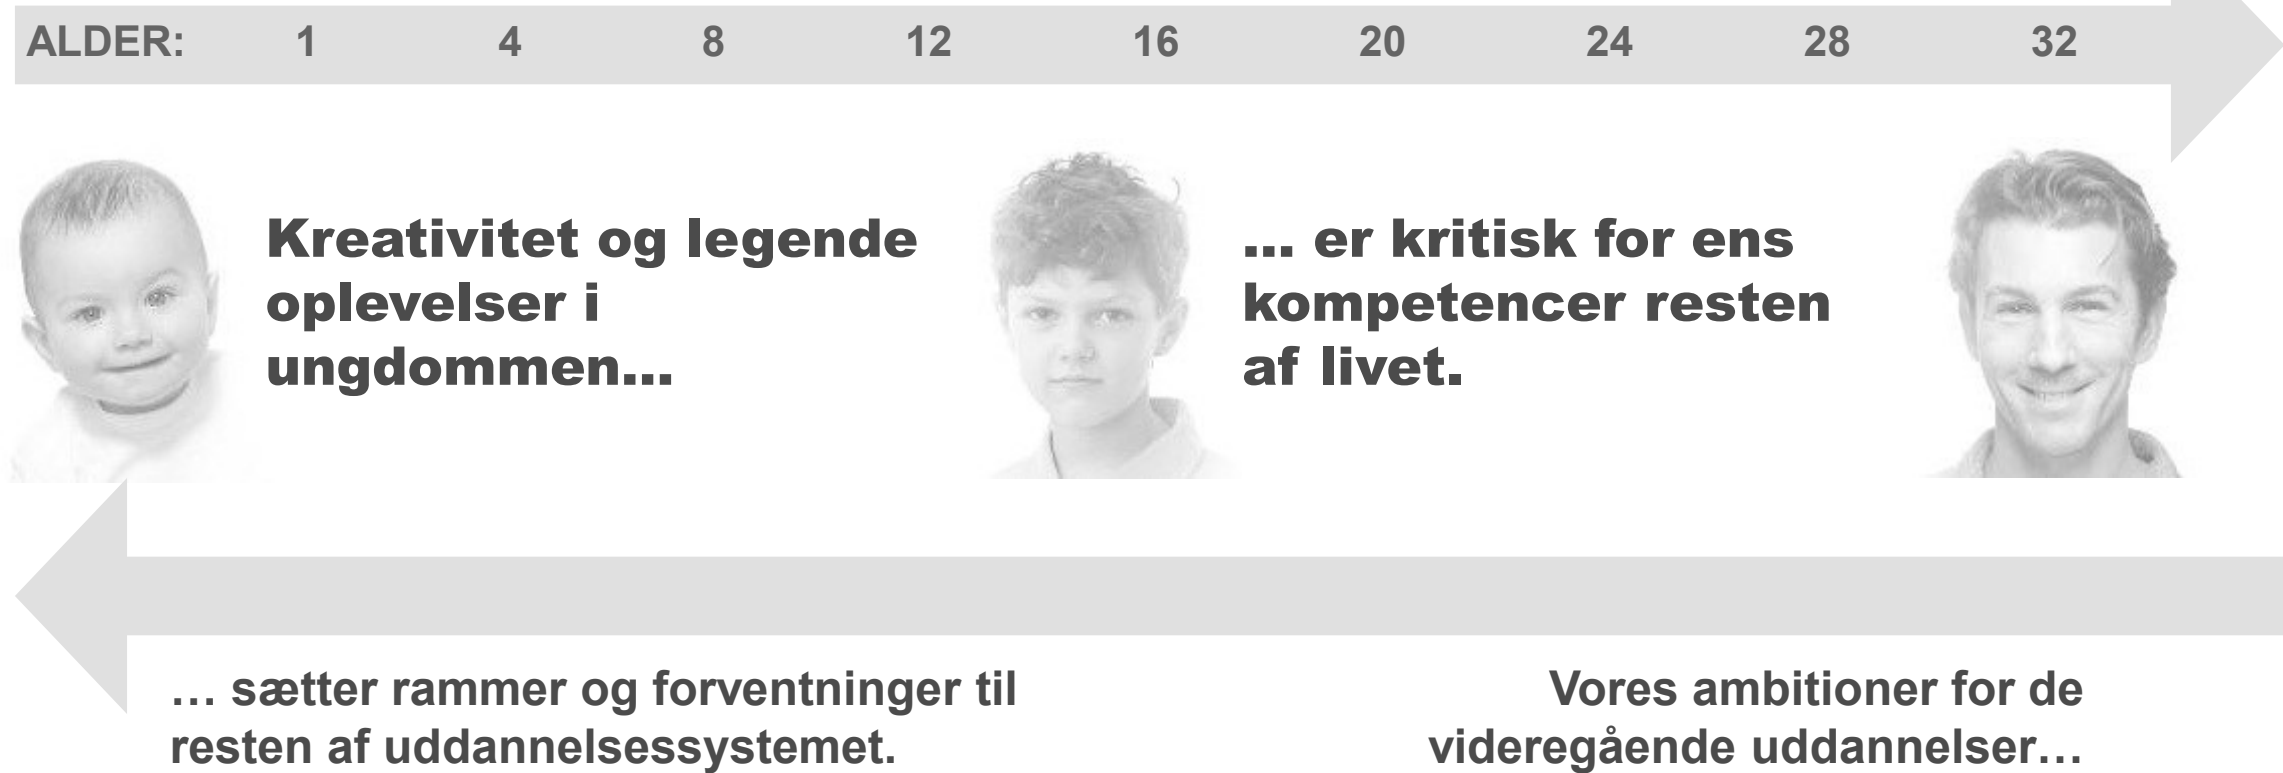 ALDER: 1 4 8 12 16 20 24 28 32
Kreativitet og legende
oplevelser i
ungdommen...
... er kritisk for ens
kompetencer resten
af livet.
… sætter rammer og forventninger til
resten af uddannelsessystemet.
Vores ambitioner for de
videregående uddannelser…